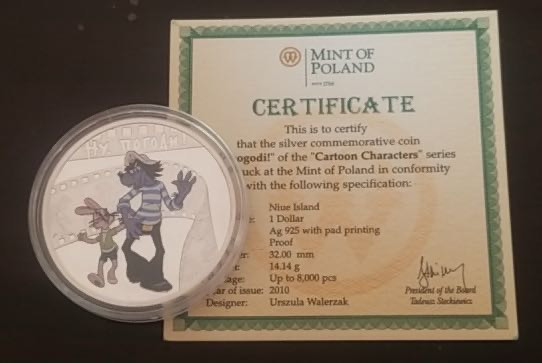 MINT OF
POLAND
CERTIFICATE
This is to certify
that the silver commemorative coin
ogodi!" of the "Cartoon Characters" series
uck at the Mint of Poland in conformity
with the following specification:
Niue Island
1 Dollar
Ag 925 with pad printing
Proof
32.00 mm
14.14 g
Up to 8,000 pcs
ar of issue: 2010
Designer: Urszula Walerzak
President of the Board
Tadeusz Steckiewicz
НУ ПОГОДИ!